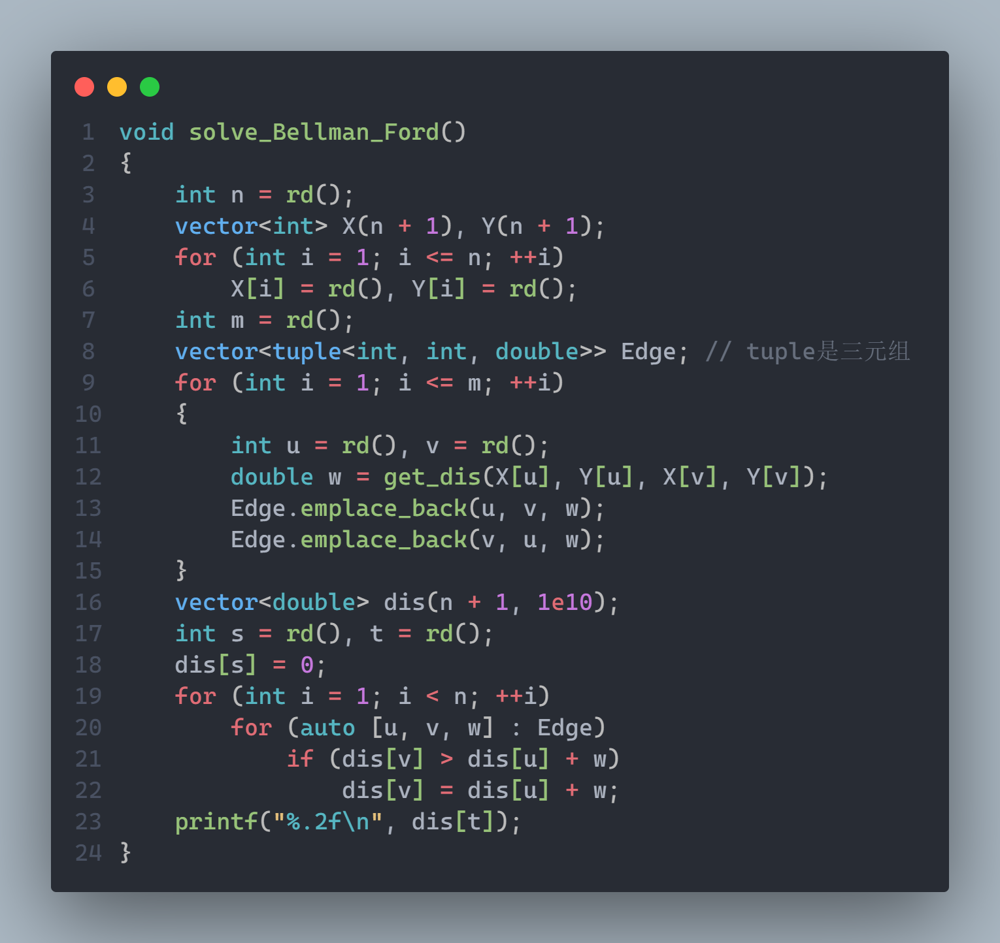 1 void solve_Bellman_Ford()
2 {
3     int n = rd();
4     vector<int> X(n + 1), Y(n + 1);
5     for (int i = 1; i <= n; ++i)
6         X[i] = rd(), Y[i] = rd();
7     int m = rd();
8     vector<tuple<int, int, double>> Edge; // tuple是三元组
9     for (int i = 1; i <= m; ++i)
10     {
11         int u = rd(), v = rd();
12         double w = get_dis(X[u], Y[u], X[v], Y[v]);
13         Edge.emplace_back(u, v, w);
14         Edge.emplace_back(v, u, w);
15     }
16     vector<double> dis(n + 1, 1e10);
17     int s = rd(), t = rd();
18     dis[s] = 0;
19     for (int i = 1; i < n; ++i)
20         for (auto [u, v, w] : Edge)
21             if (dis[v] > dis[u] + w)
22                 dis[v] = dis[u] + w;
23     printf("%.2f\n", dis[t]);
24 }